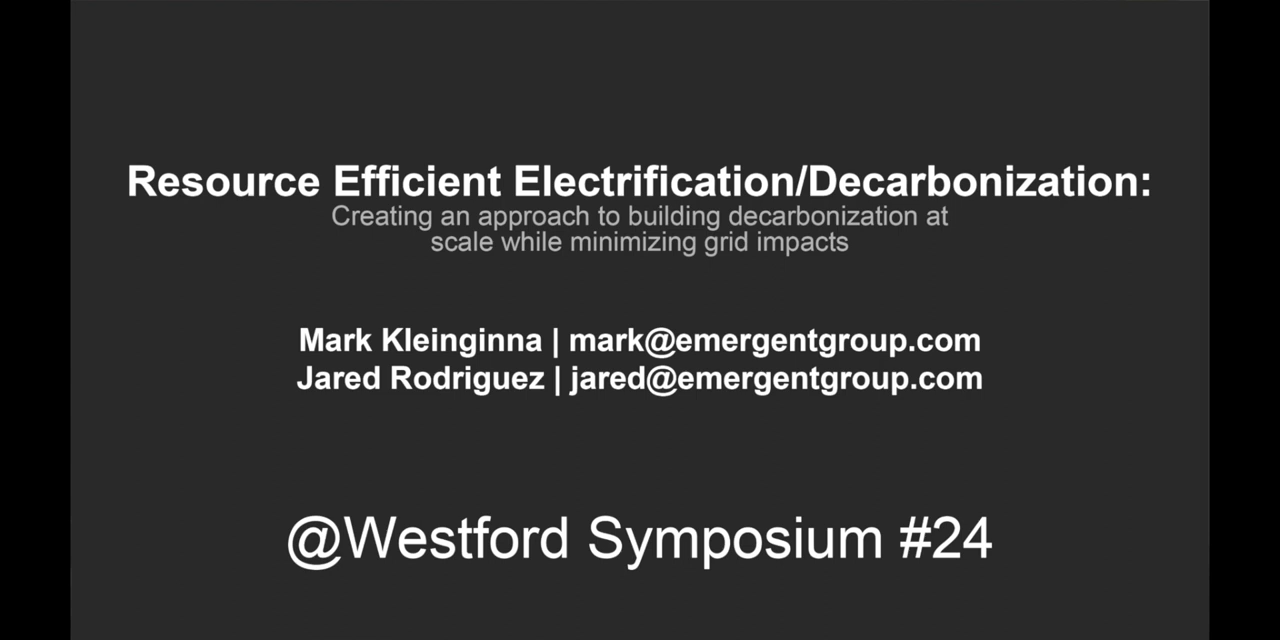 Resource Efficient Electrification/Decarbonization:
Creating an approach to building decarbonization at
scale while minimizing grid impacts
Mark Kleinginna | mark@emergentgroup.com
Jared Rodriguez | jared@emergentgroup.com
@Westford Symposium #24